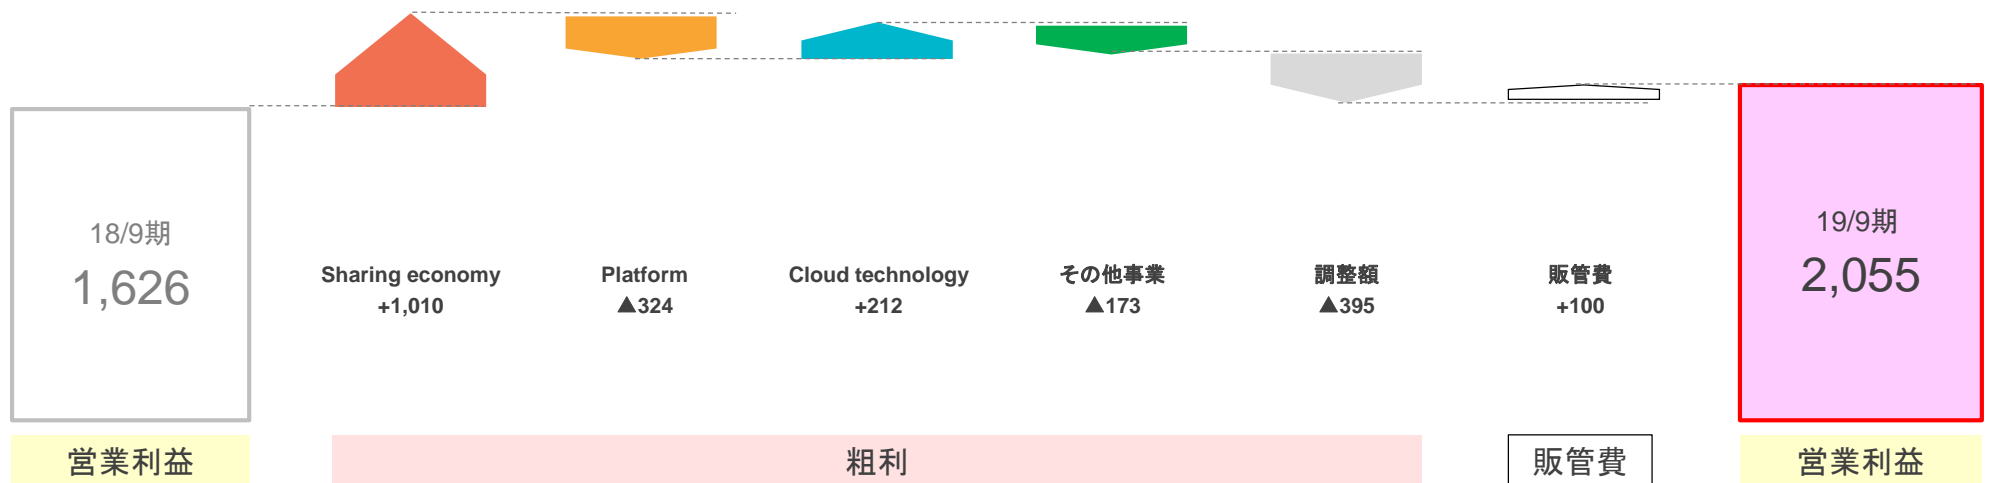 18/9期
1,626
Sharing economy
+1,010
Platform
▲324
Cloud technology
+212
その他事業
▲173
調整額
▲395
販管費
+100
19/9期
2,055
営業利益
粗利
販管費
営業利益